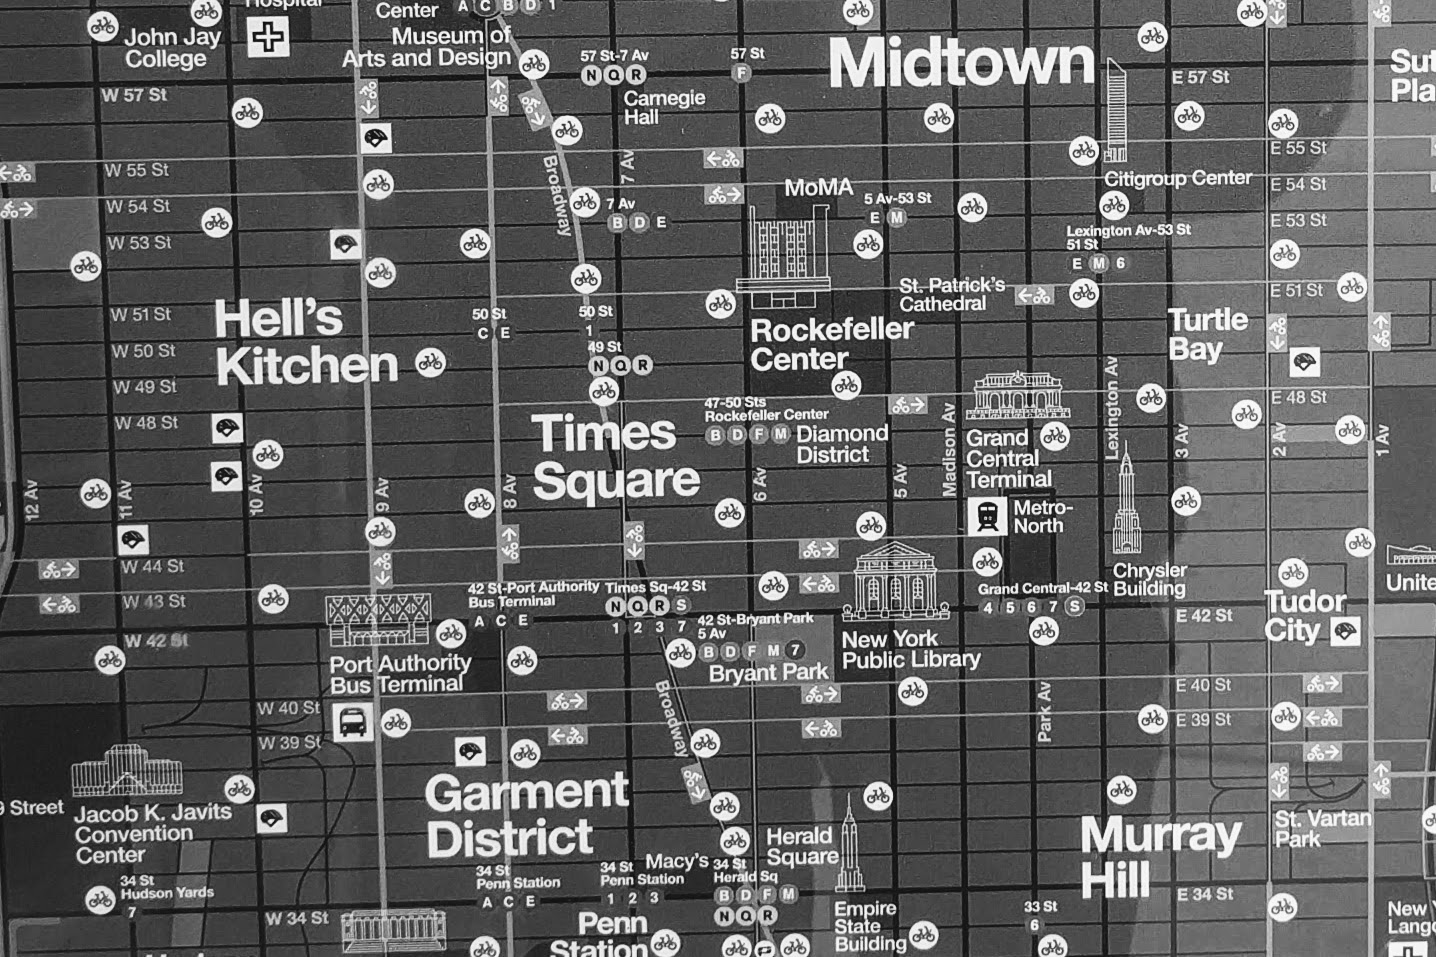 Hospital
Center
A C B D 1
John Jay
College
Museum of
Arts and Design
57 St-7 Av
N Q R
Carnegie
Hall
57 St
F
Midtown
E 57 St
Sut
Pla
W 57 St
W 55 St
W 54 St
W 53 St
W 51 St
W 50 St
W 49 St
W 48 St
Broadway
7 Av
7 Av
B D E
MoMA
5 Av-53 St
E M
Citigroup Center
E 55 St
E 54 St
E 53 St
Lexington Av-53 St
51 St
E M 6
St. Patrick's
Cathedral
E 51 St
Hell's
Kitchen
50 St
C E
50 St
1
49 St
N Q R
Rockefeller
Center
Turtle
Bay
Times
Square
47-50 Sts
Rockefeller Center
B D F M
Diamond
District
Madison Av
Lexington Av
E 48 St
Grand
Central
Terminal
Metro-
North
12 Av
11 Av
10 Av
9 Av
8 Av
6 Av
5 Av
3 Av
2 Av
1 Av
W 44 St
W 43 St
W 42 St
42 St-Port Authority
Bus Terminal
A C E
Times Sq-42 St
N Q R S
1 2 3 7
42 St-Bryant Park
5 Av
B D F M 7
Bryant Park
New York
Public Library
Grand Central-42 St
4 5 6 7 S
Chrysler
Building
E 42 St
Tudor
City
Unite
Port Authority
Bus Terminal
W 40 St
W 39 St
Broadway
Park Av
E 40 St
E 39 St
9 Street
Jacob K. Javits
Convention
Center
Garment
District
Herald
Square
Murray
Hill
St. Vartan
Park
34 St
Hudson Yards
7
W 34 St
34 St
Penn Station
A C E
34 St
Penn Station
1 2 3
Macy's
34 St
Herald Sq
B D F M
N Q R
Penn
Station
Empire
State
Building
33 St
6
E 34 St
New Y
Lango